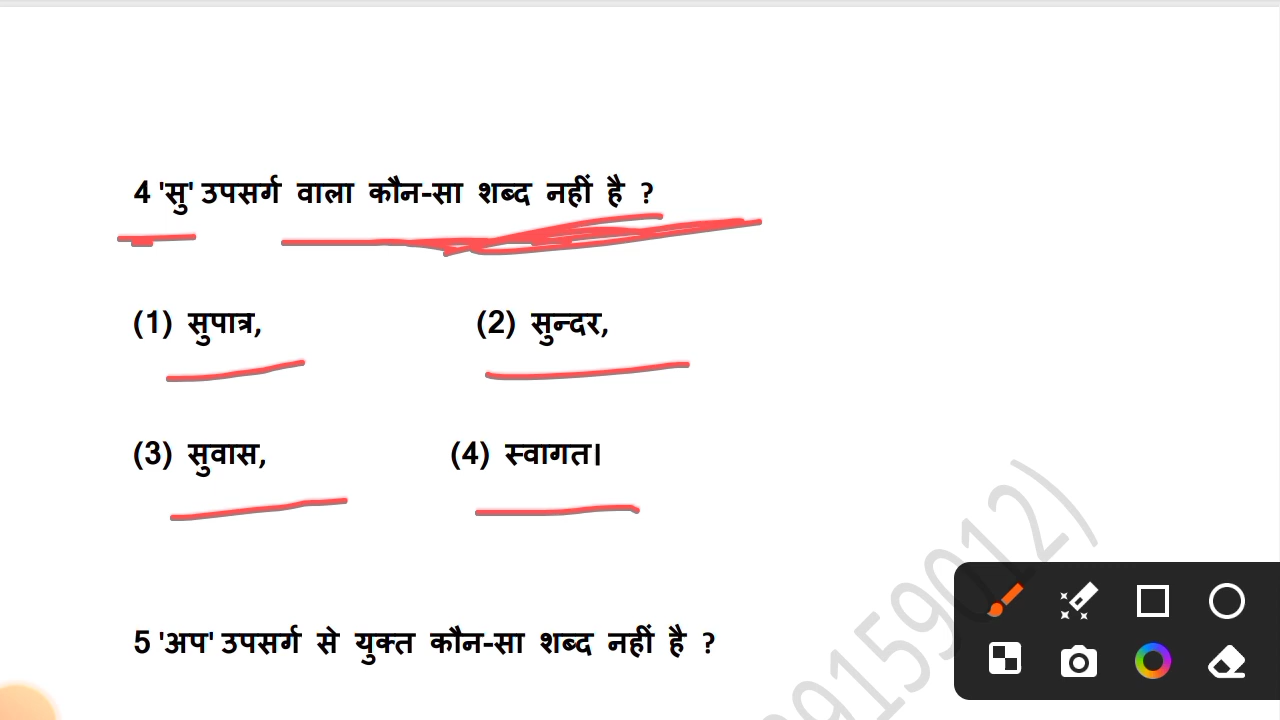 4 'सु' उपसर्ग वाला कौन-सा शब्द नहीं है ?
(1) सुपात्र, (2) सुन्दर,
(3) सुवास, (4) स्वागत।
5 'अप' उपसर्ग से युक्त कौन-सा शब्द नहीं है ?